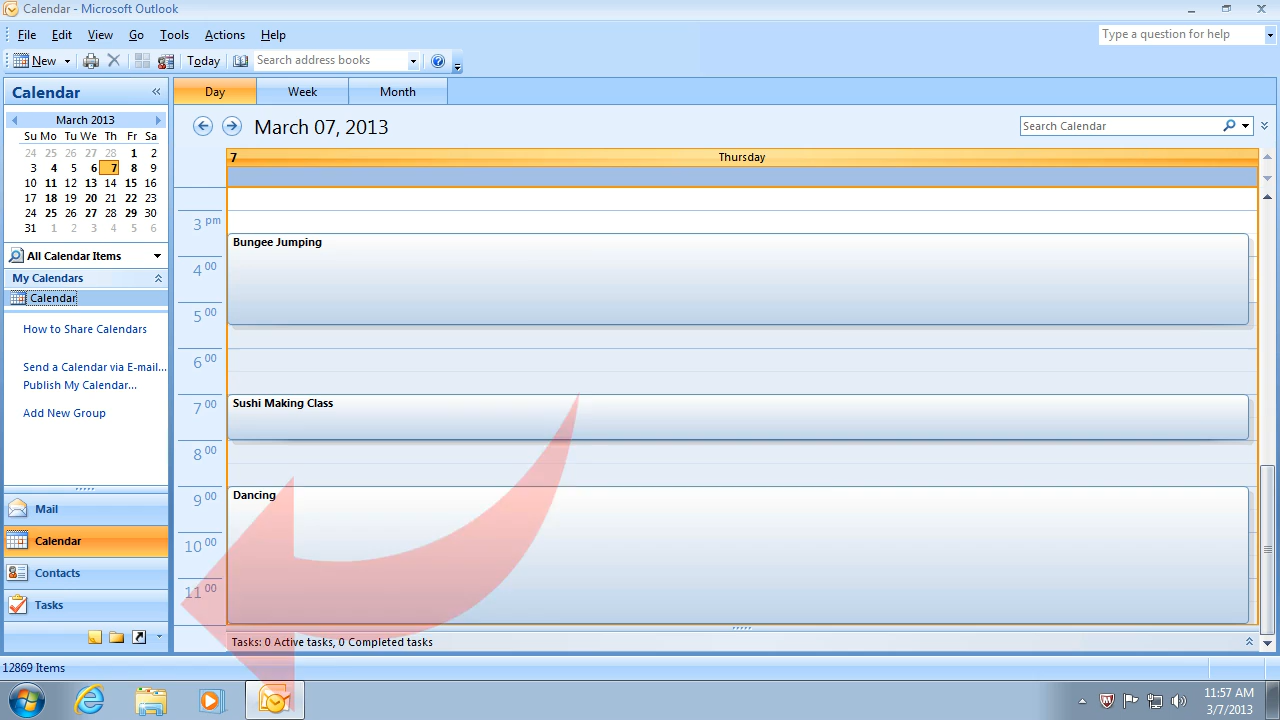 Calendar - Microsoft Outlook
File Edit View Go Tools Actions Help
Type a question for help
New Today Search address books
Calendar «
Day Week Month
March 2013
Su Mo Tu We Th Fr Sa
24 25 26 27 28 1 2
3 4 5 6 7 8 9
10 11 12 13 14 15 16
17 18 19 20 21 22 23
24 25 26 27 28 29 30
31 1 2 3 4 5 6
March 07, 2013
Search Calendar
7 Thursday
All Calendar Items
My Calendars
Calendar
How to Share Calendars
Send a Calendar via E-mail...
Publish My Calendar...
Add New Group
3 pm
Bungee Jumping
4 00
5 00
6 00
7 00
Sushi Making Class
8 00
9 00
Dancing
10 00
11 00
Mail
Calendar
Contacts
Tasks
Tasks: 0 Active tasks, 0 Completed tasks
12869 Items
11:57 AM
3/7/2013